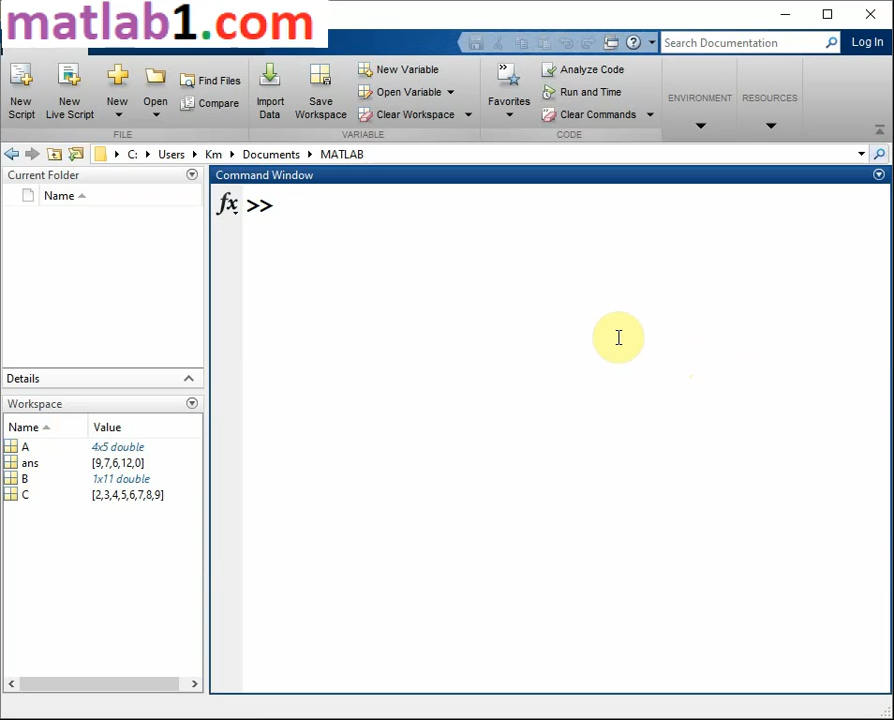 matlab1.com
Search Documentation
Log In
New Script
New Live Script
New
Open
Find Files
Compare
FILE
Import Data
Save Workspace
New Variable
Open Variable
Clear Workspace
VARIABLE
Favorites
Analyze Code
Run and Time
Clear Commands
CODE
ENVIRONMENT
RESOURCES
C: Users Km Documents MATLAB
Current Folder
Name
Details
Workspace
Name Value
A 4x5 double
ans [9,7,6,12,0]
B 1x11 double
C [2,3,4,5,6,7,8,9]
Command Window
fx >>